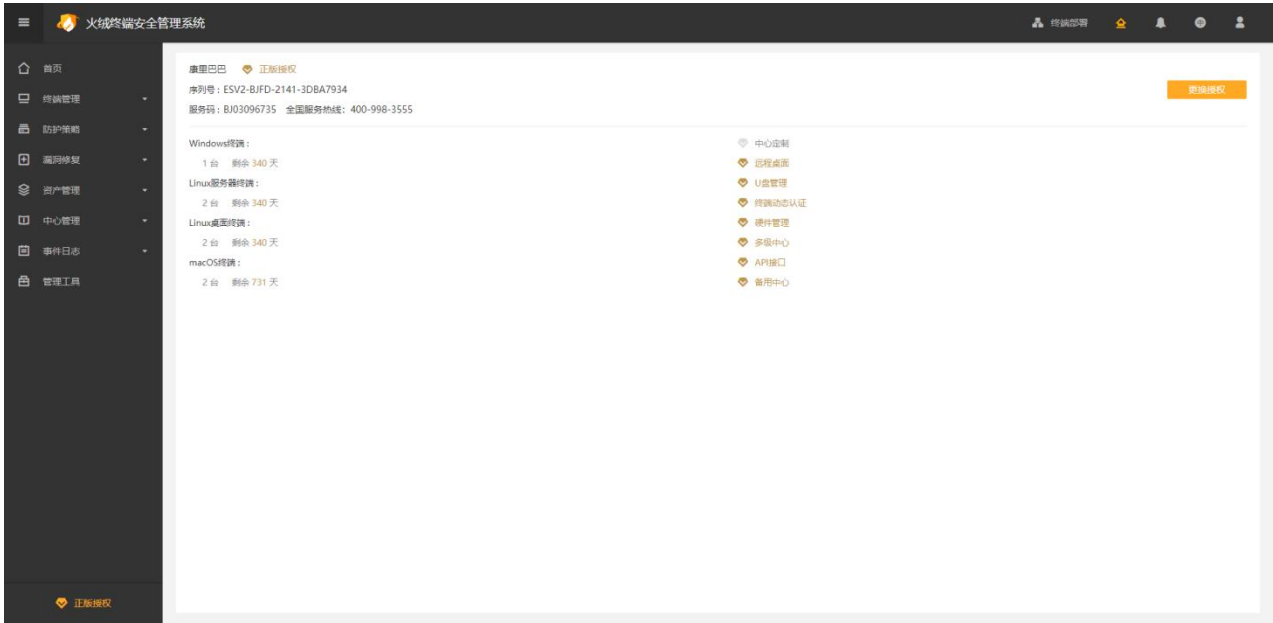 火绒终端安全管理系统
终端部署
首页
终端管理
防护策略
漏洞修复
资产管理
中心管理
事件日志
管理工具
正版授权
康里巴巴 正版授权
序列号：ESV2-BJFD-2141-3DBA7934
更换授权
服务码：BJ03096735 全国服务热线：400-998-3555
Windows终端：
1 台 剩余 340 天
Linux服务器终端：
2 台 剩余 340 天
Linux桌面终端：
2 台 剩余 340 天
macOS终端：
2 台 剩余 731 天
中心定制
远程桌面
U盘管理
终端动态认证
硬件管理
多级中心
API接口
备用中心